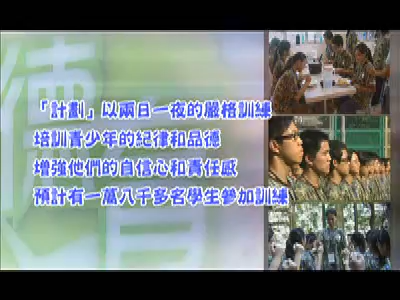 「計劃」以兩日一夜的嚴格訓練
培訓青少年的紀律和品德
增強他們的自信心和責任感
預計有一萬八千多名學生參加訓練